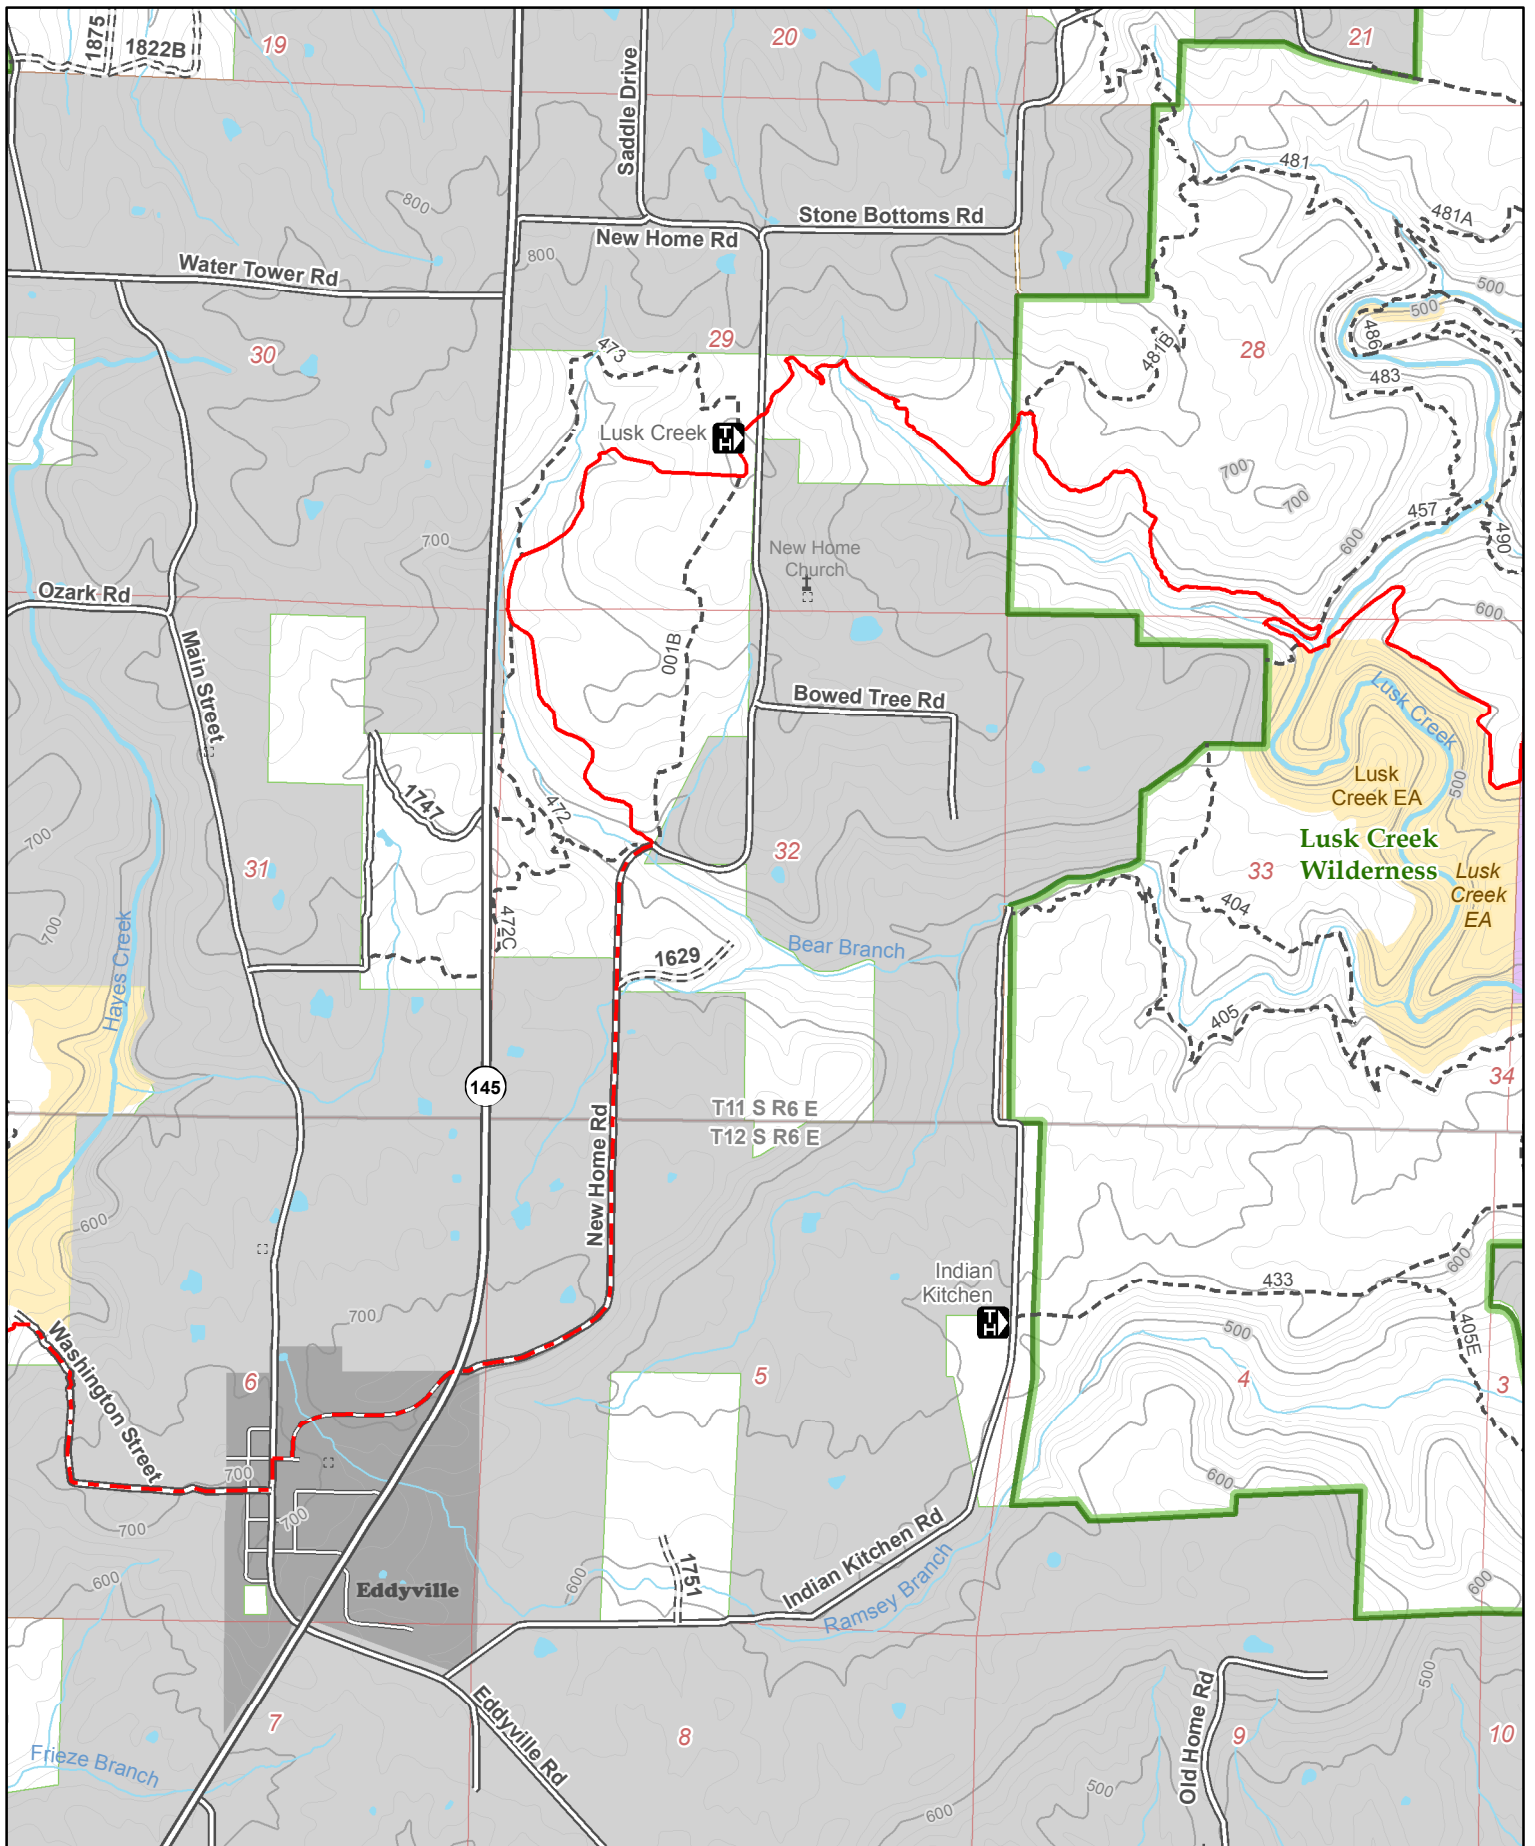 1875
1822B
19
20
21
Saddle Drive
481
481A
800
Stone Bottoms Rd
New Home Rd
800
Water Tower Rd
500
500
30
473
29
481B
28
486
483
Lusk Creek
TH
700
700
700
457
490
600
New Home
Church
Ozark Rd
600
Main Street
001B
Bowed Tree Rd
Lusk Creek
Lusk
Creek EA
500
1747
472
700
31
32
Lusk Creek
Wilderness
33
Lusk
Creek
EA
404
700
472C
Hayes Creek
Bear Branch
1629
405
34
145
T11 S R6 E
T12 S R6 E
New Home Rd
600
600
Indian
Kitchen
TH
433
700
500
405E
Washington Street
6
5
4
3
700
700
700
600
600
Eddyville
600
1751
Indian Kitchen Rd
Ramsey Branch
600
500
Eddyville Rd
Old Home Rd
7
8
9
10
Frieze Branch
500
600